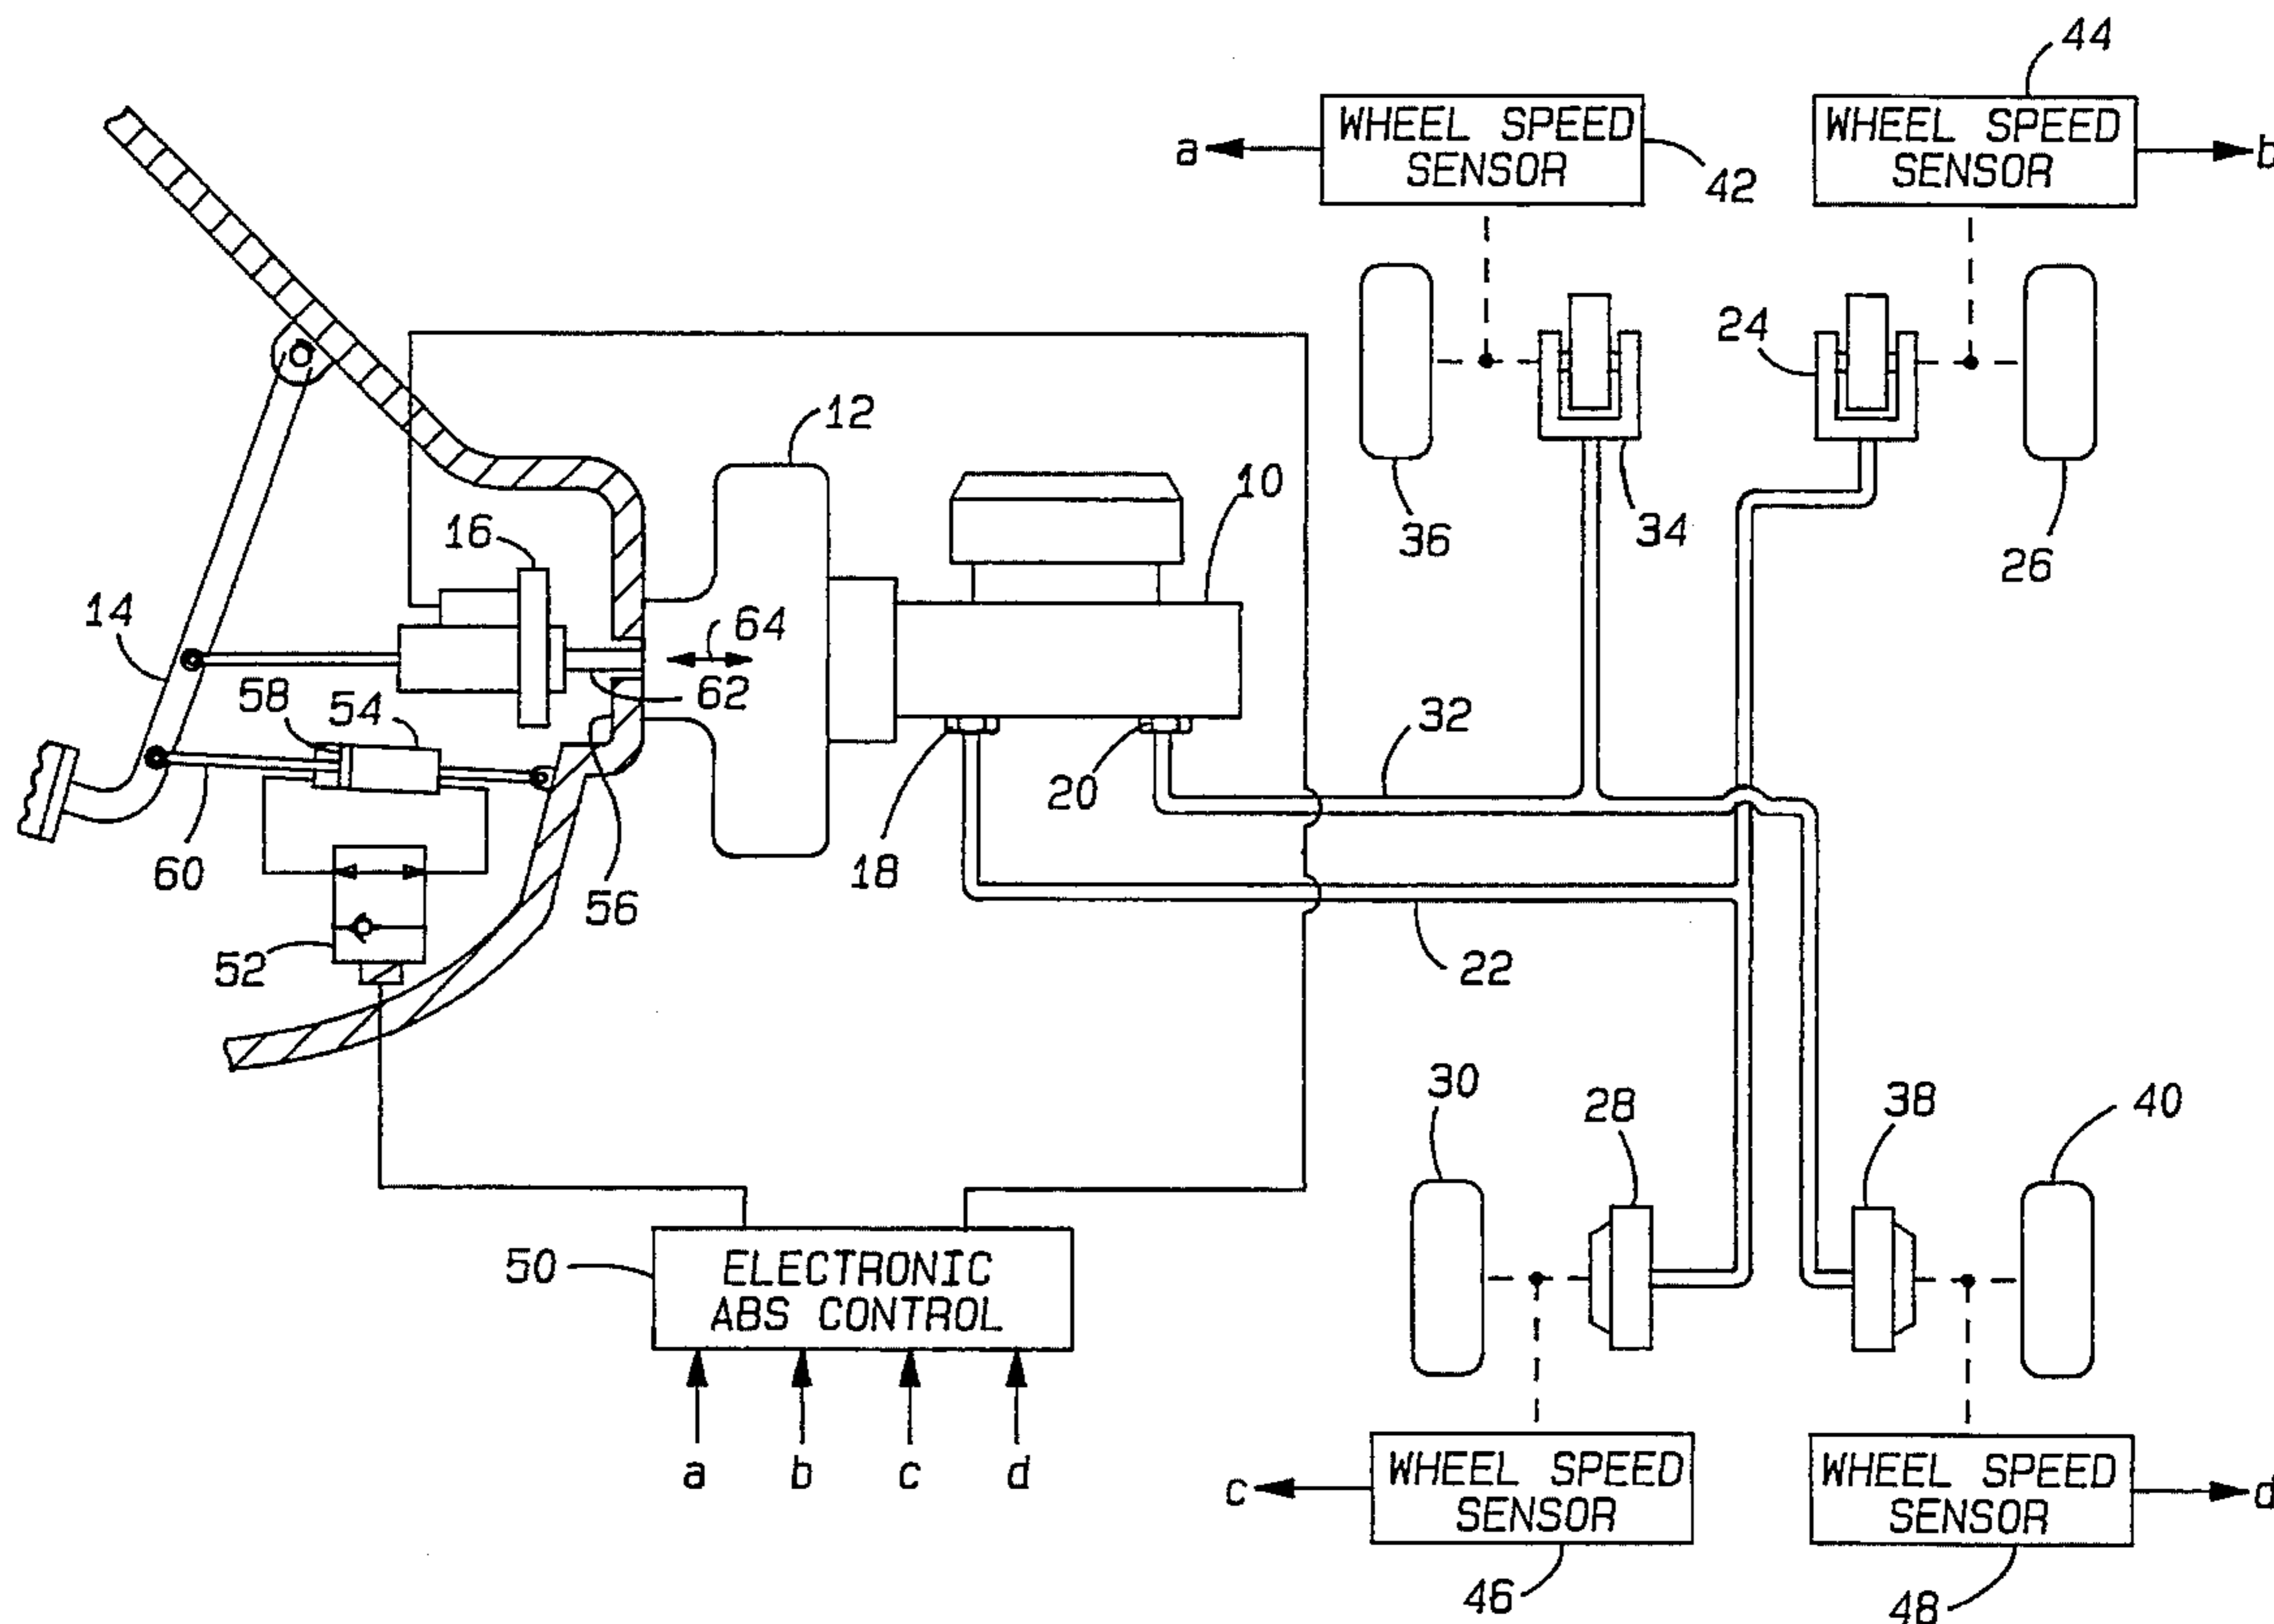 44
WHEEL SPEED
SENSOR
WHEEL SPEED
SENSOR
a
b
42
24
12
10
16
36
34
26
14
64
58
54
62
32
20
18
60
56
52
22
30
28
38
40
50
ELECTRONIC
ABS CONTROL
a b c d
c
WHEEL SPEED
SENSOR
WHEEL SPEED
SENSOR
d
46
48